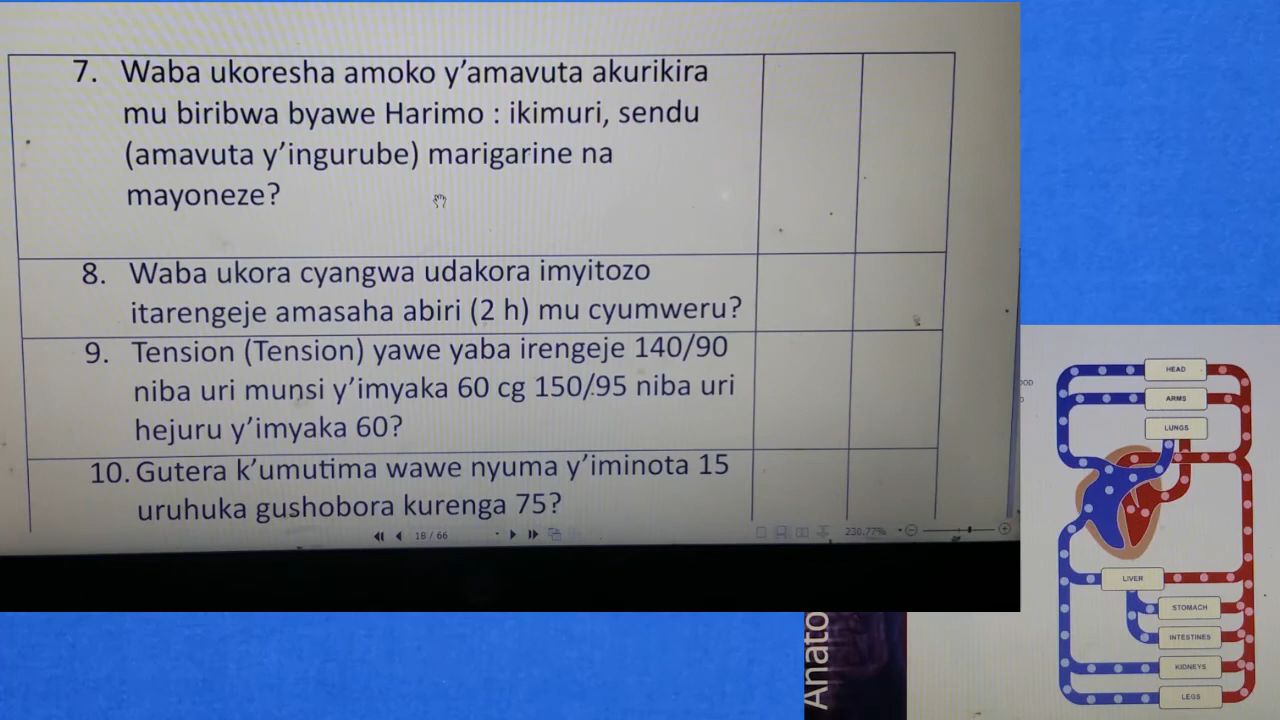 7. Waba ukoresha amoko y'amavuta akurikira
mu biribwa byawe Harimo : ikimuri, sendu
(amavuta y'ingurube) marigarine na
mayoneze?
8. Waba ukora cyangwa udakora imyitozo
itarengeje amasaha abiri (2 h) mu cyumweru?
9. Tension (Tension) yawe yaba irengeje 140/90
niba uri munsi y'imyaka 60 cg 150/.95 niba uri
hejuru y'imyaka 60?
10. Gutera k'umutima wawe nyuma y'iminota 15
uruhuka gushobora kurenga 75?
18 / 66
230.77%
HEAD
ARMS
LUNGS
LIVER
STOMACH
INTESTINES
KIDNEYS
LEGS
Anato